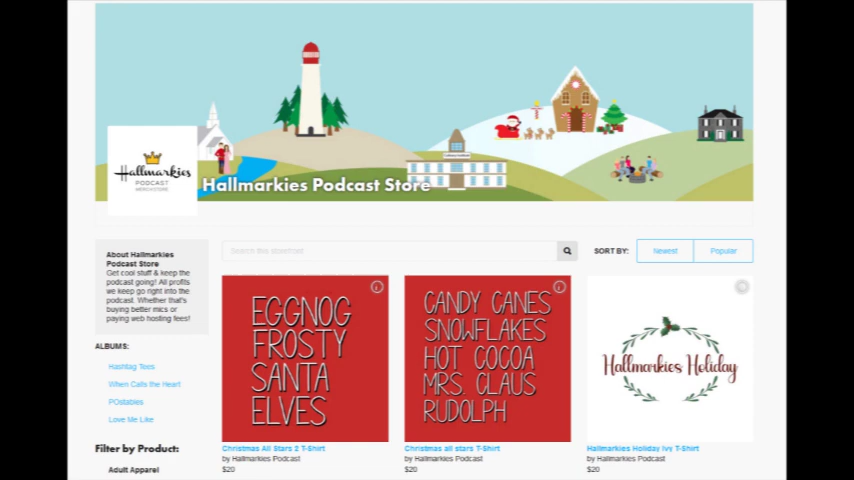 Hallmarkies
PODCAST
MERCH STORE
Hallmarkies Podcast Store
About Hallmarkies
Podcast Store
Get cool stuff & keep the
podcast going! All profits
we keep go right into the
podcast. Whether that's
buying better mics or
paying web hosting fees!
Search this storefront
SORT BY:
Newest
Popular
ALBUMS:
Hashtag Tees
When Calls the Heart
POstables
Love Me Like
Filter by Product:
Adult Apparel
EGGNOG
FROSTY
SANTA
ELVES
Christmas All Stars 2 T-Shirt
by Hallmarkies Podcast
$20
CANDY CANES
SNOWFLAKES
HOT COCOA
MRS. CLAUS
RUDOLPH
Christmas all stars T-Shirt
by Hallmarkies Podcast
$20
Hallmarkies Holiday
Hallmarkies Holiday Ivy T-Shirt
by Hallmarkies Podcast
$20